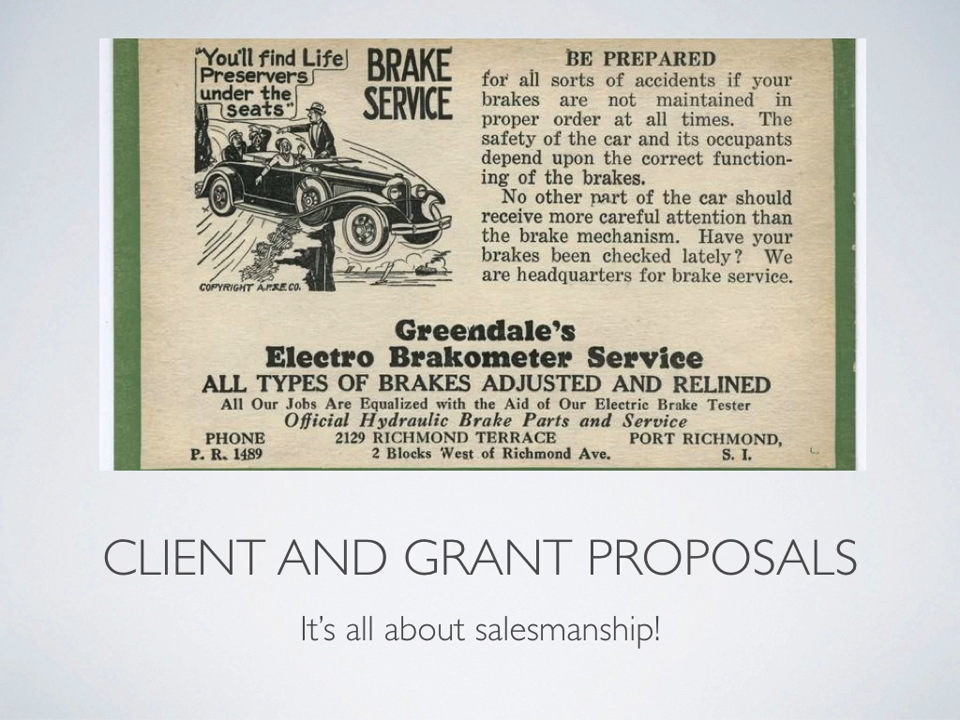 "You'll find Life
Preservers
under the
seats"
BRAKE
SERVICE
COPYRIGHT A.P.&E.CO.
BE PREPARED
for all sorts of accidents if your
brakes are not maintained in
proper order at all times. The
safety of the car and its occupants
depend upon the correct function-
ing of the brakes.
No other part of the car should
receive more careful attention than
the brake mechanism. Have your
brakes been checked lately? We
are headquarters for brake service.
Greendale's
Electro Brakometer Service
ALL TYPES OF BRAKES ADJUSTED AND RELINED
All Our Jobs Are Equalized with the Aid of Our Electric Brake Tester
Official Hydraulic Brake Parts and Service
PHONE 2129 RICHMOND TERRACE PORT RICHMOND,
P. R. 1489 2 Blocks West of Richmond Ave. S. I.
CLIENT AND GRANT PROPOSALS
It's all about salesmanship!